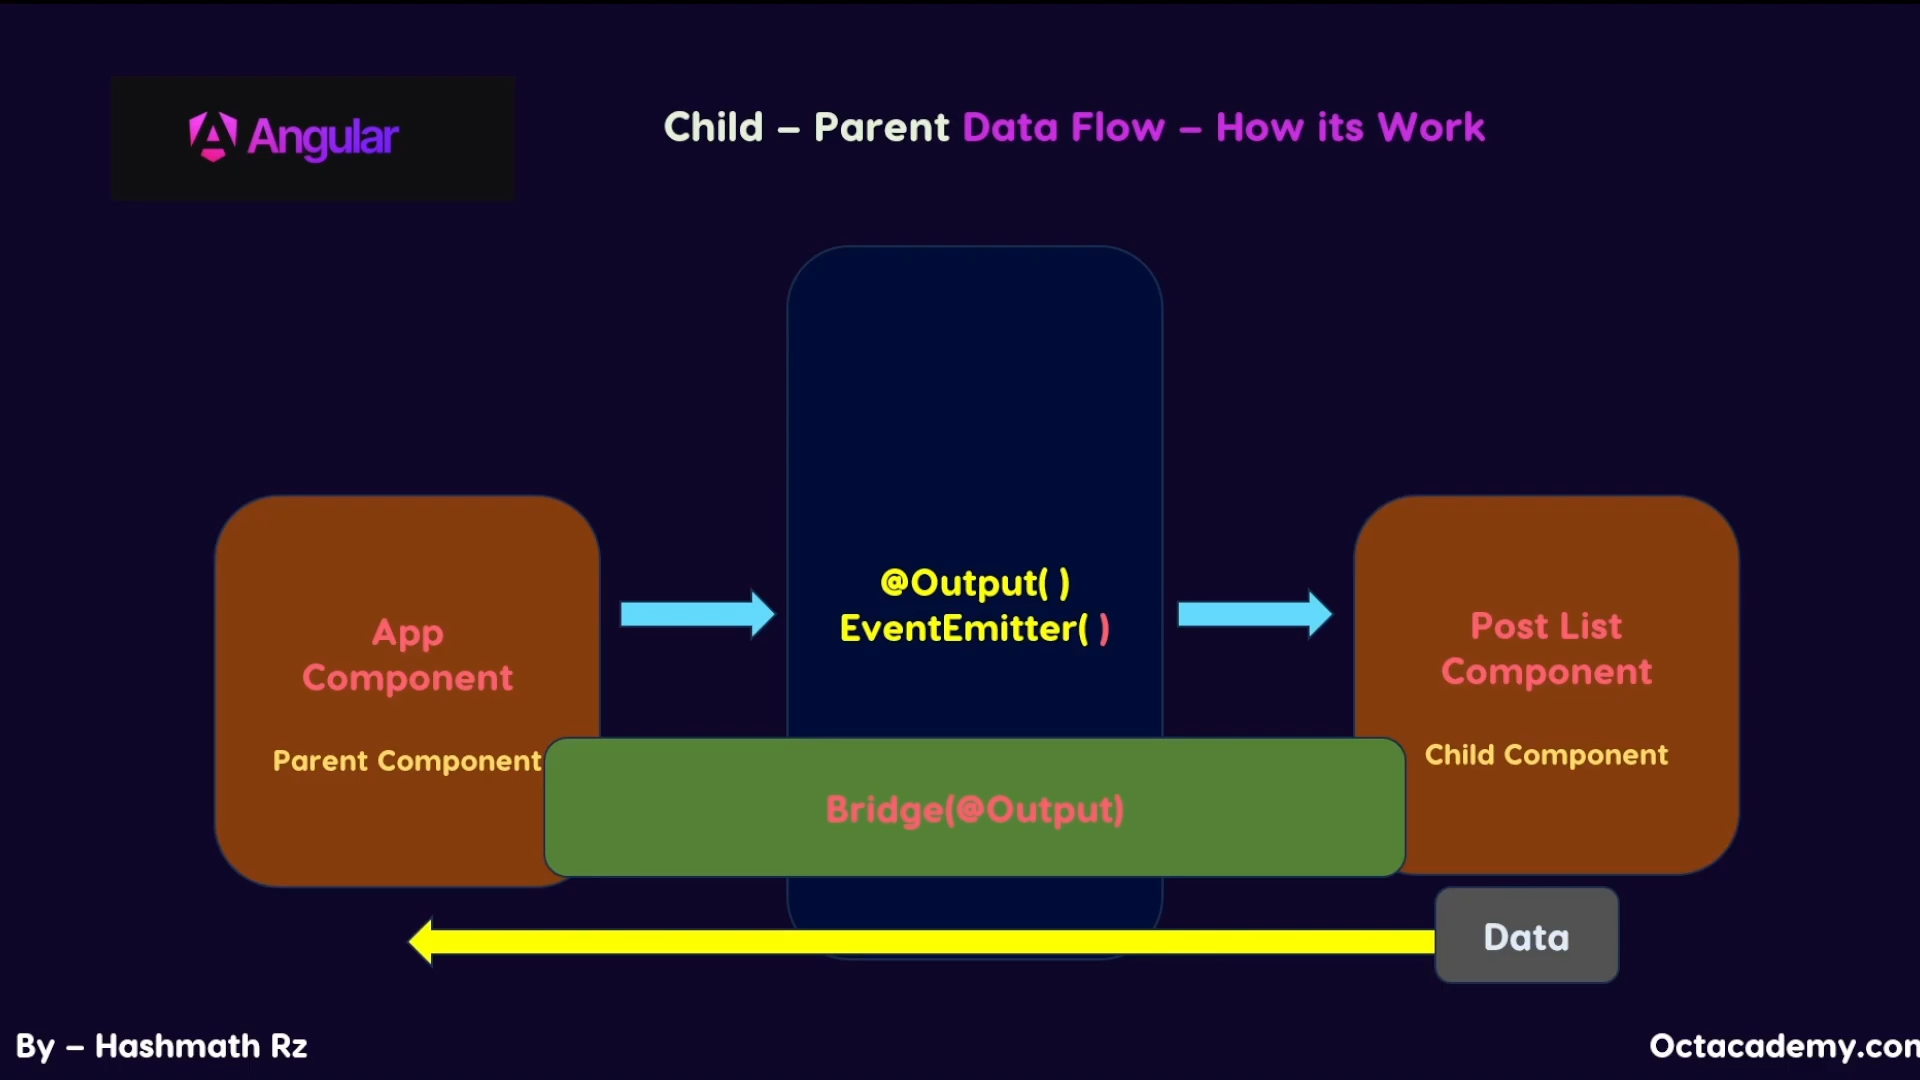 Angular
Child – Parent Data Flow – How its Work
@Output( )
EventEmitter( )
App
Component
Parent Component
Post List
Component
Child Component
Bridge(@Output)
Data
By – Hashmath Rz
Octacademy.com